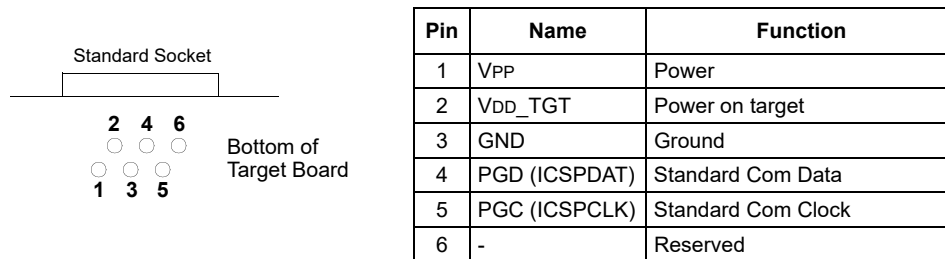 Standard Socket
2 4 6
Bottom of
Target Board
1 3 5
Pin Name Function
1 VPP Power
2 VDD_TGT Power on target
3 GND Ground
4 PGD (ICSPDAT) Standard Com Data
5 PGC (ICSPCLK) Standard Com Clock
6 - Reserved